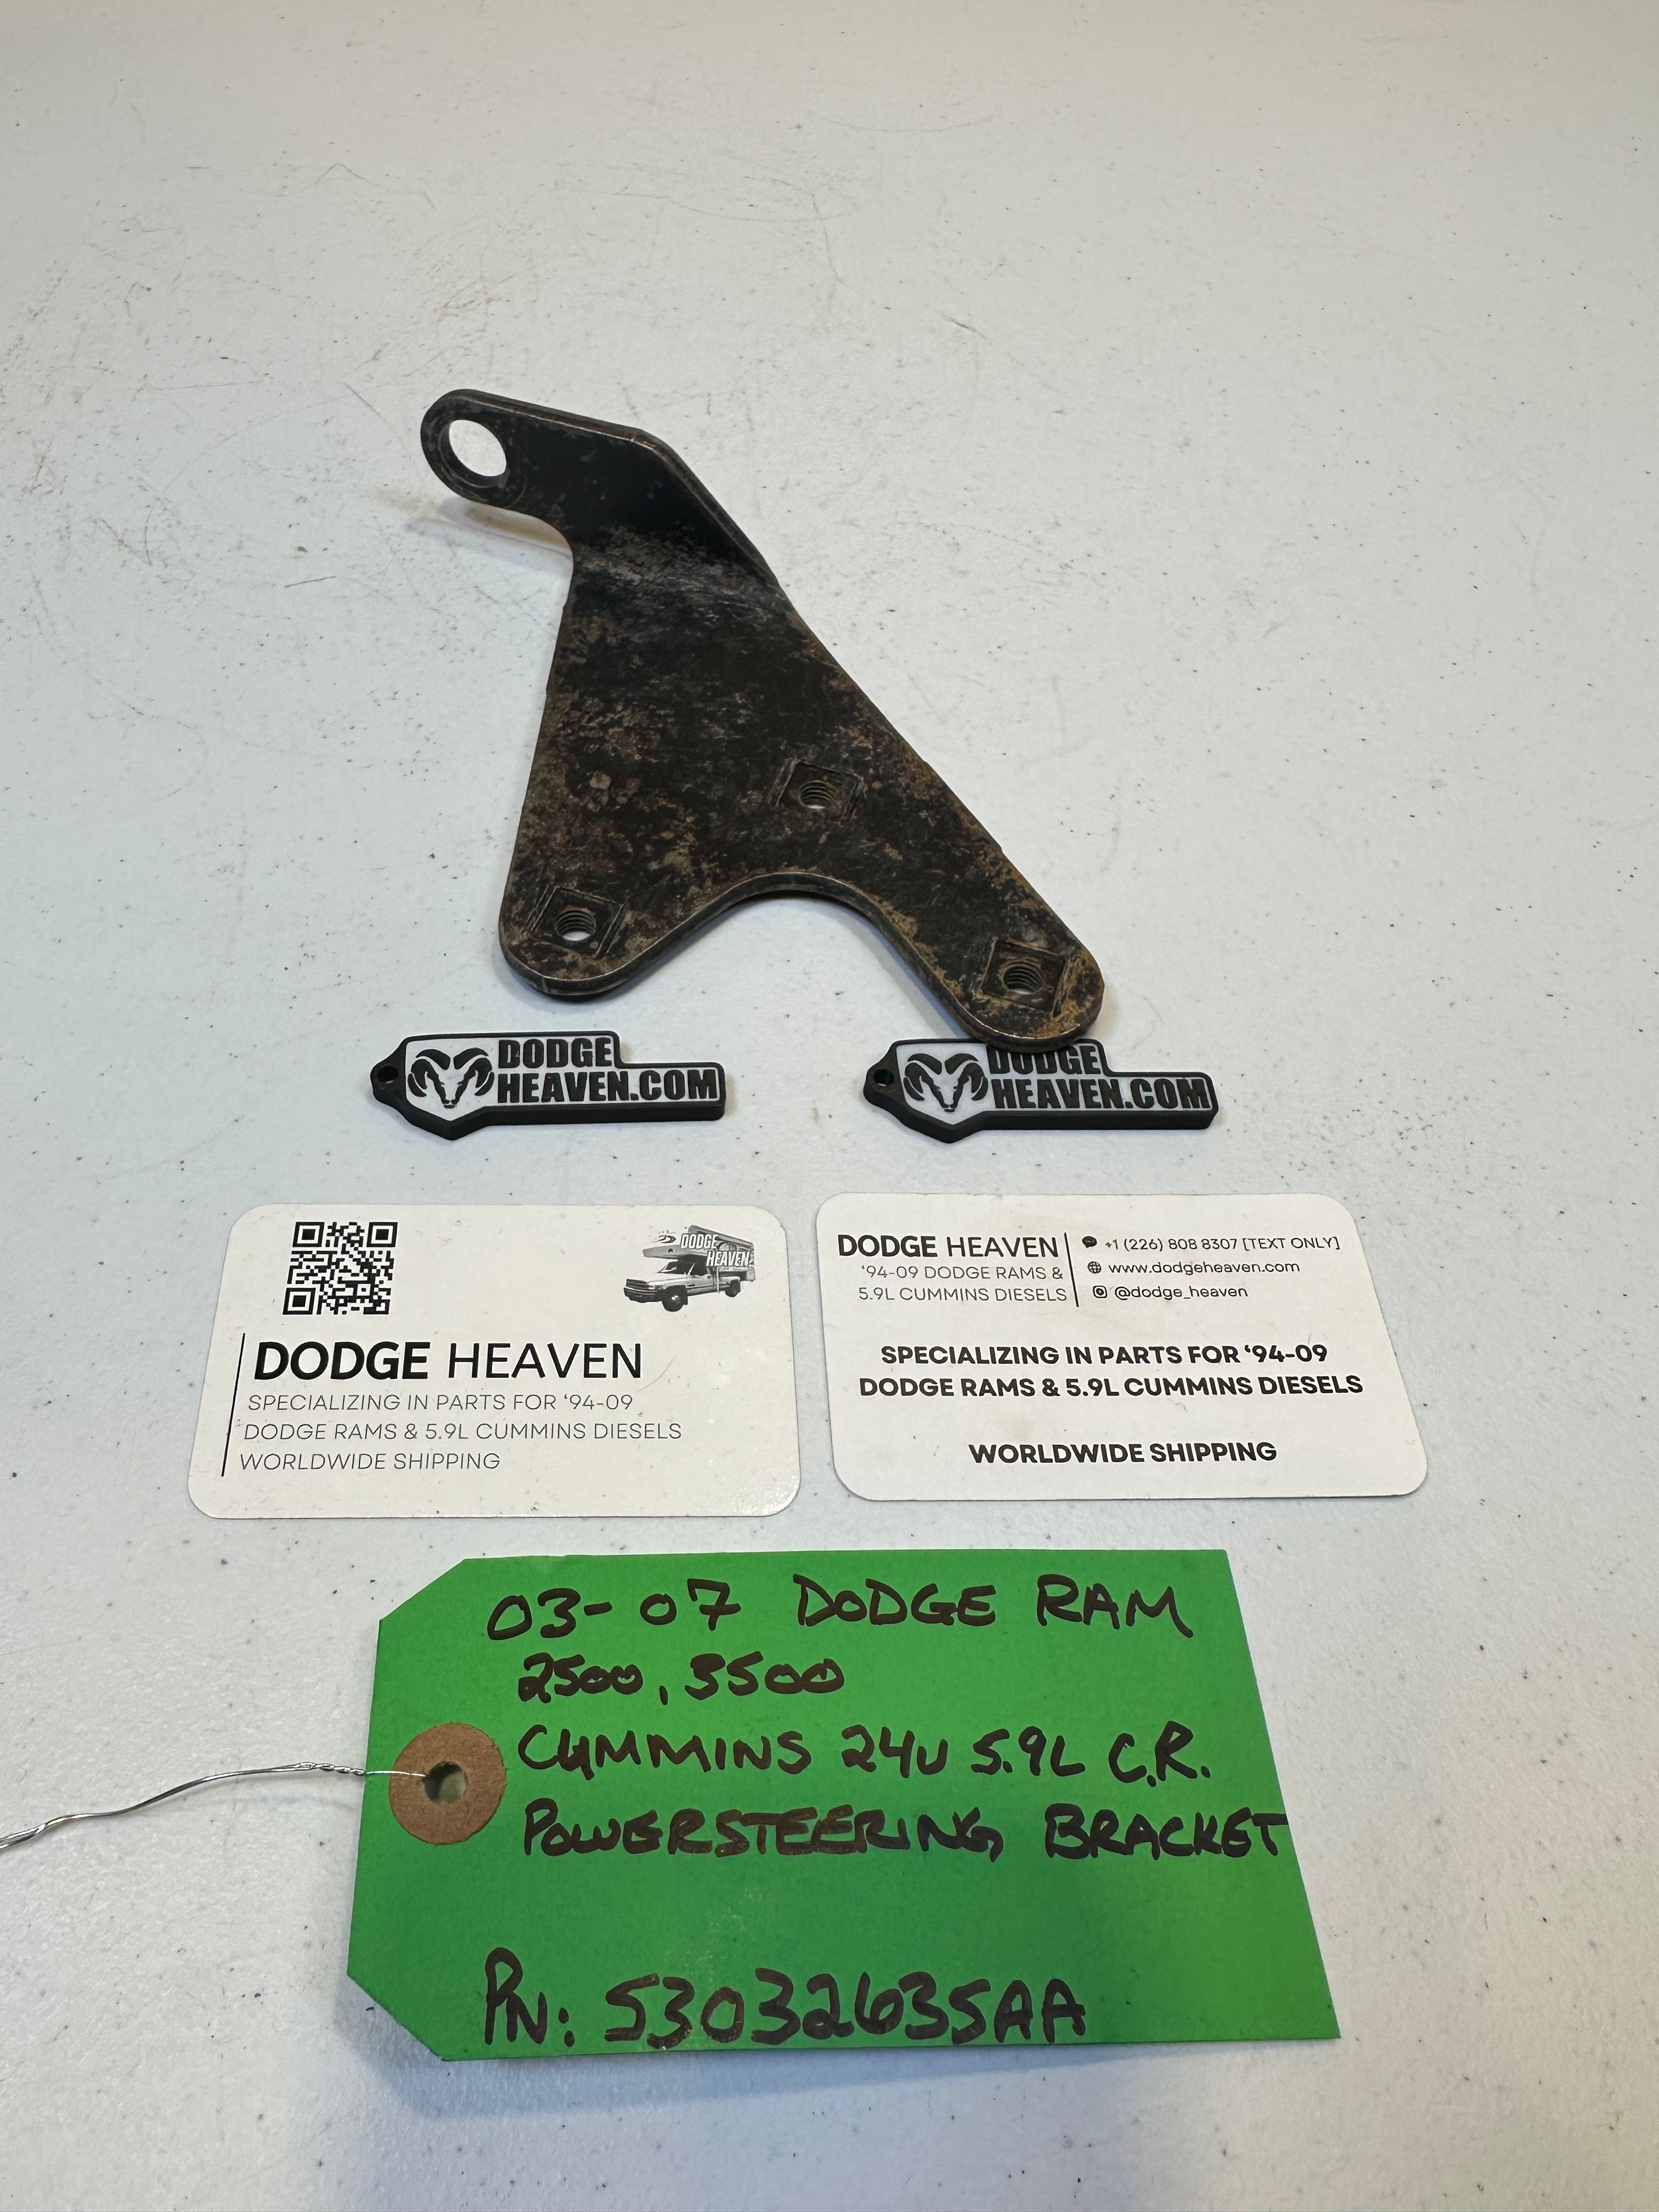 DODGE
HEAVEN.COM
DODGE
HEAVEN.COM
DODGE
HEAVEN
DODGE HEAVEN
SPECIALIZING IN PARTS FOR ‘94-09
DODGE RAMS & 5.9L CUMMINS DIESELS
WORLDWIDE SHIPPING
DODGE HEAVEN
‘94-09 DODGE RAMS &
5.9L CUMMINS DIESELS
+1 (226) 808 8307 [TEXT ONLY]
www.dodgeheaven.com
@dodge_heaven
SPECIALIZING IN PARTS FOR ‘94-09
DODGE RAMS & 5.9L CUMMINS DIESELS
WORLDWIDE SHIPPING
03-07 DODGE RAM
2500, 3500
CUMMINS 24V 5.9L C.R.
POWERSTEERING BRACKET
PN: 53032635AA